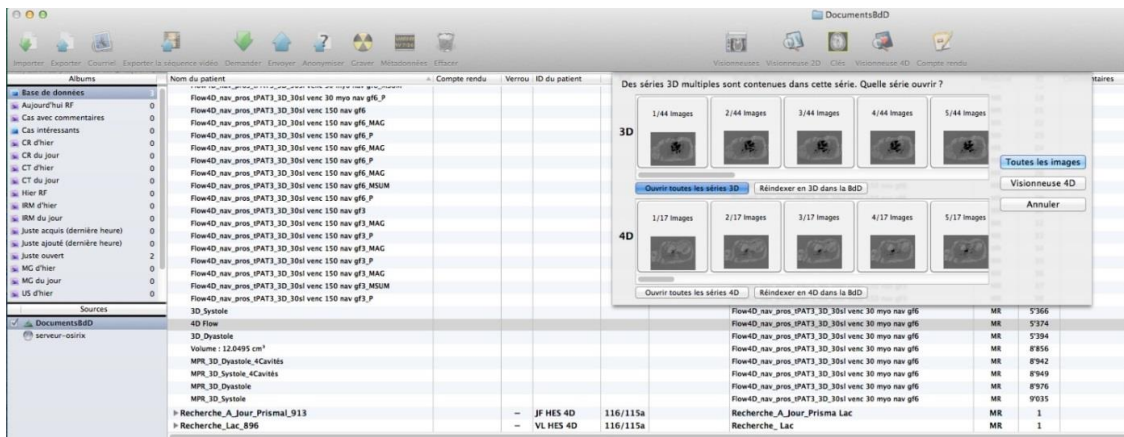 DocumentsBdD
Importer Exporter Courriel Exporter la séquence vidéo Demander Envoyer Anonymiser Graver Métadonnées Effacer Visionneuses Visionneuse 2D Clés Visionneuse 4D Compte rendu
Albums
Base de données
Aujourd'hui RF 0
Cas avec commentaires 0
Cas intéressants 0
CR d'hier 0
CR du jour 0
CT d'hier 0
CT du jour 0
Hier RF 0
IRM d'hier 0
IRM du jour 0
Juste acquis (dernière heure) 0
Juste ajouté (dernière heure) 0
Juste ouvert 2
MG d'hier 0
MG du jour 0
US d'hier 0
Sources
DocumentsBdD
serveur-osirix
Nom du patient Compte rendu Verrou ID du patient
Flow4D_nav_pros_tPAT3_3D_30sl venc 30 myo nav gf6_P
Flow4D_nav_pros_tPAT3_3D_30sl venc 150 nav gf6
Flow4D_nav_pros_tPAT3_3D_30sl venc 150 nav gf6_MAG
Flow4D_nav_pros_tPAT3_3D_30sl venc 150 nav gf6_P
Flow4D_nav_pros_tPAT3_3D_30sl venc 150 nav gf6_MAG
Flow4D_nav_pros_tPAT3_3D_30sl venc 150 nav gf6_P
Flow4D_nav_pros_tPAT3_3D_30sl venc 150 nav gf6_MAG
Flow4D_nav_pros_tPAT3_3D_30sl venc 150 nav gf6_MSUM
Flow4D_nav_pros_tPAT3_3D_30sl venc 150 nav gf6_P
Flow4D_nav_pros_tPAT3_3D_30sl venc 150 nav gf3
Flow4D_nav_pros_tPAT3_3D_30sl venc 150 nav gf3_MAG
Flow4D_nav_pros_tPAT3_3D_30sl venc 150 nav gf3_P
Flow4D_nav_pros_tPAT3_3D_30sl venc 150 nav gf3_MAG
Flow4D_nav_pros_tPAT3_3D_30sl venc 150 nav gf3_P
Flow4D_nav_pros_tPAT3_3D_30sl venc 150 nav gf3_MAG
Flow4D_nav_pros_tPAT3_3D_30sl venc 150 nav gf3_MSUM
Flow4D_nav_pros_tPAT3_3D_30sl venc 150 nav gf3_P
3D_Systole Flow4D_nav_pros_tPAT3_3D_30sl venc 30 myo nav gf6 MR 5'366
4D Flow Flow4D_nav_pros_tPAT3_3D_30sl venc 30 myo nav gf6 MR 5'374
3D_Dyastole Flow4D_nav_pros_tPAT3_3D_30sl venc 30 myo nav gf6 MR 5'394
Volume : 12.0495 cm³ Flow4D_nav_pros_tPAT3_3D_30sl venc 30 myo nav gf6 MR 8'856
MPR_3D_Dyastole_4Cavités Flow4D_nav_pros_tPAT3_3D_30sl venc 30 myo nav gf6 MR 8'942
MPR_3D_Systole_4Cavités Flow4D_nav_pros_tPAT3_3D_30sl venc 30 myo nav gf6 MR 8'949
MPR_3D_Dyastole Flow4D_nav_pros_tPAT3_3D_30sl venc 30 myo nav gf6 MR 8'976
MPR_3D_Systole Flow4D_nav_pros_tPAT3_3D_30sl venc 30 myo nav gf6 MR 9'035
Recherche_A_Jour_Prismal_913 – JF HES 4D 116/115a Recherche_A_Jour_Prisma Lac MR 1
Recherche_Lac_896 – VL HES 4D 116/115a Recherche_ Lac MR 1
Des séries 3D multiples sont contenues dans cette série. Quelle série ouvrir ?
3D
1/44 Images 2/44 Images 3/44 Images 4/44 Images 5/44 Images
Ouvrir toutes les séries 3D Réindexer en 3D dans la BdD
4D
1/17 Images 2/17 Images 3/17 Images 4/17 Images 5/17 Images
Ouvrir toutes les séries 4D Réindexer en 4D dans la BdD
Toutes les images
Visionneuse 4D
Annuler